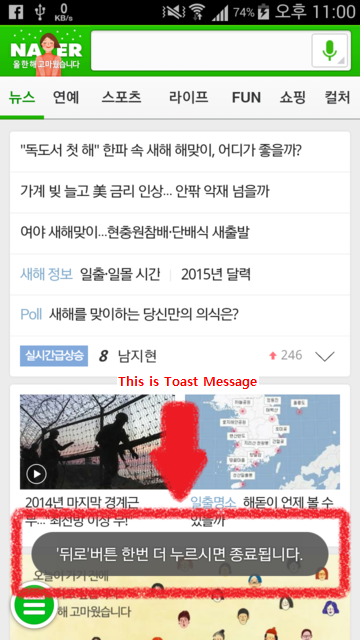 0
KB/s
74%
오후 11:00
NAVER
올 한 해 고마웠습니다
뉴스 연예 스포츠 라이프 FUN 쇼핑 컬처
"독도서 첫 해" 한파 속 새해 해맞이, 어디가 좋을까?
가계 빚 늘고 美 금리 인상... 안팎 악재 넘을까
여야 새해맞이...현충원참배·단배식 새출발
새해 정보 일출·일몰 시간 2015년 달력
Poll 새해를 맞이하는 당신만의 의식은?
실시간급상승 8 남지현 246
This is Toast Message
2014년 마지막 경계근
무..."최전방 이상 무!"
일출명소 해돋이 언제 볼 수
있을까
'뒤로'버튼 한번 더 누르시면 종료됩니다.
오늘이 가기 전에
고마웠습니다